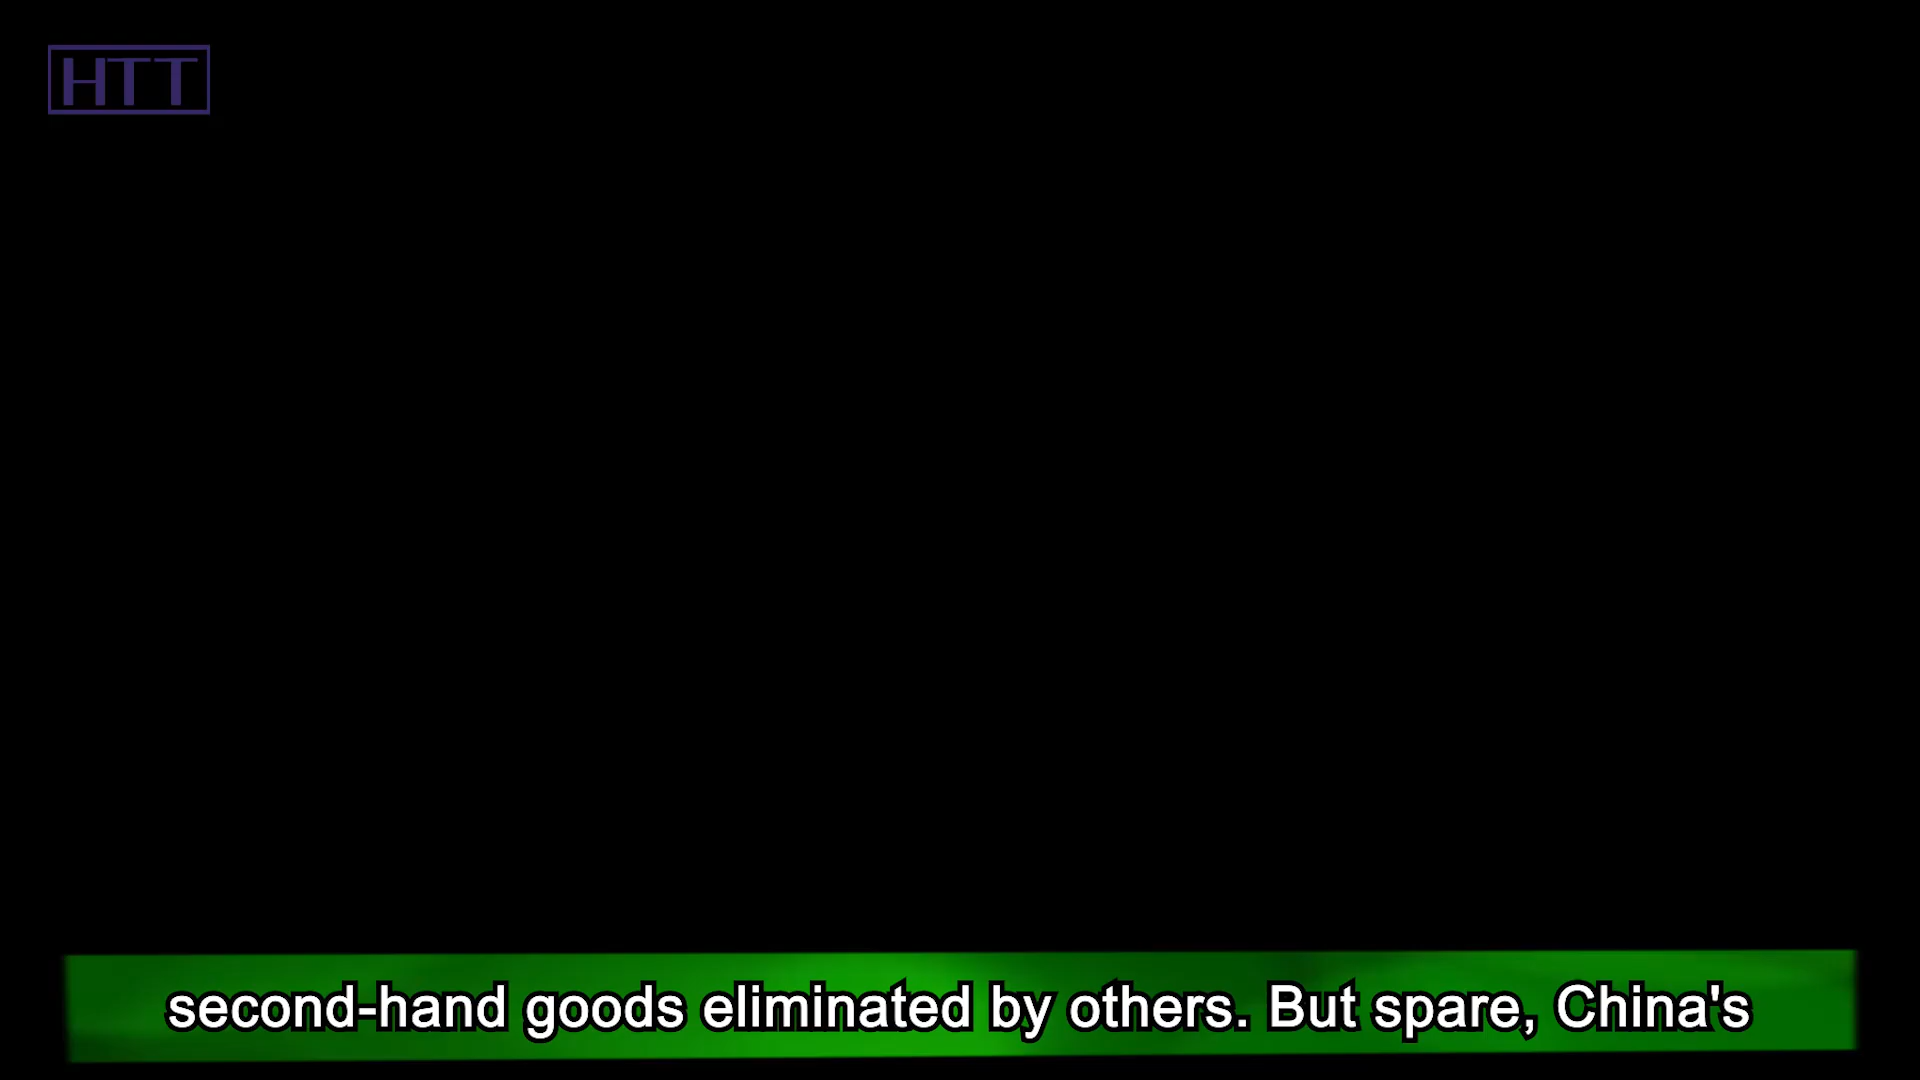 HTT
second-hand goods eliminated by others. But spare, China's